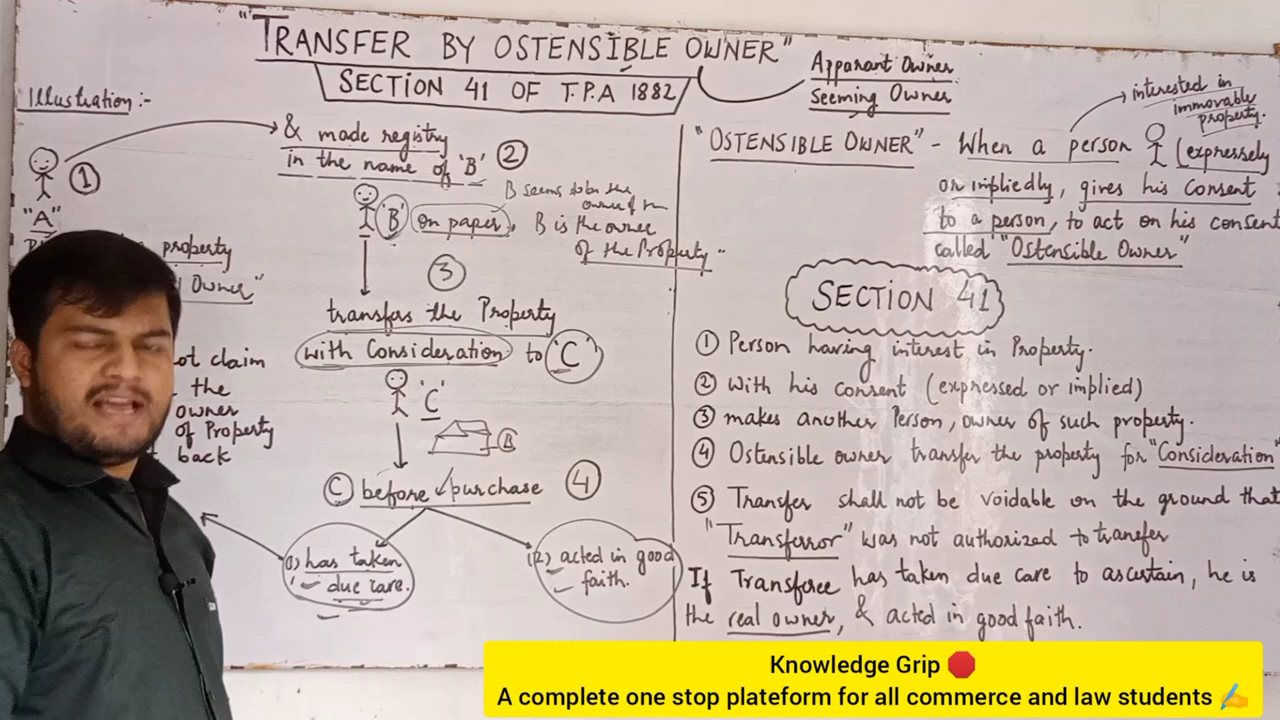 "TRANSFER BY OSTENSIBLE OWNER"
SECTION 41 OF T.P.A 1882
Apparant Owner
Seeming Owner
Illustration :-
1
"A"
property
Owner"
ot claim
the
owner
of Property
back
& made registry
in the name of 'B'
2
'B' on paper, B is the owner
of the Property"
B seems to be the
owner of
3
transfers the Property
with Consideration to 'C'
'C'
B
C before purchase
4
(1) has taken
due care.
(2) acted in good
faith.
interested in
immovable
property.
"OSTENSIBLE OWNER" - When a person (expressely
or impliedly, gives his Consent
to a person, to act on his consent
called "Ostensible Owner"
SECTION 41
1 Person having interest in Property.
2 With his consent (expressed or implied)
3 makes another Person, owner of such property.
4 Ostensible owner transfer the property for "Consideration"
5 Transfer shall not be voidable on the ground that
"Transferror" was not authorized to transfer
If Transferee has taken due care to ascertain, he is
the real owner, & acted in good faith.
Knowledge Grip 🛑
A complete one stop plateform for all commerce and law students ✍️